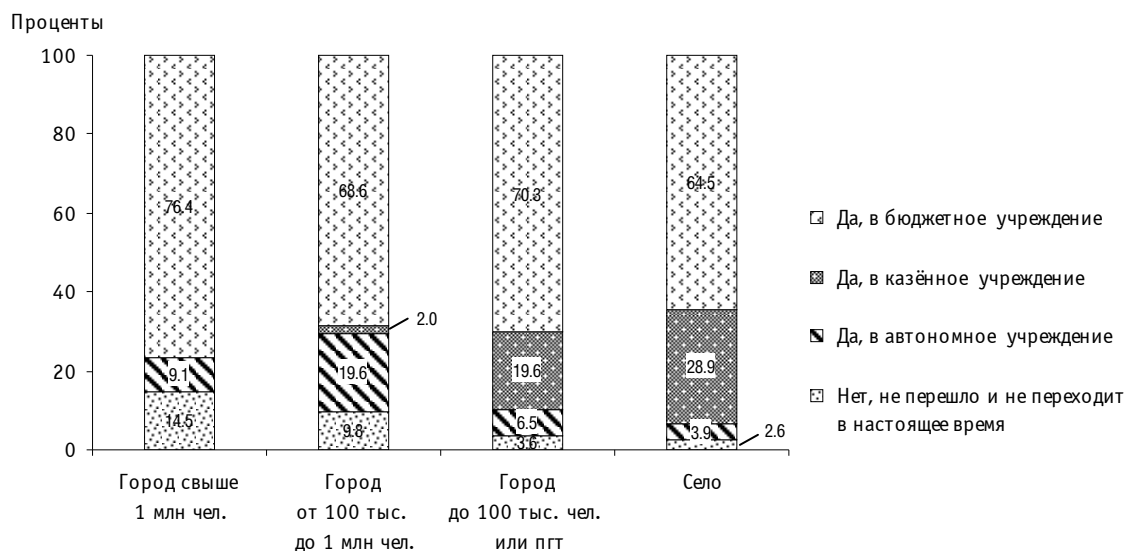 Проценты
100
80
60
40
20
0
76.4
9.1
14.5
68.6
2.0
19.6
9.8
70.3
19.6
6.5
3.6
64.5
28.9
3.9
2.6
Город свыше
1 млн чел.
Город
от 100 тыс.
до 1 млн чел.
Город
до 100 тыс. чел.
или пгт
Село
Да, в бюджетное учреждение
Да, в казённое учреждение
Да, в автономное учреждение
Нет, не перешло и не переходит
в настоящее время